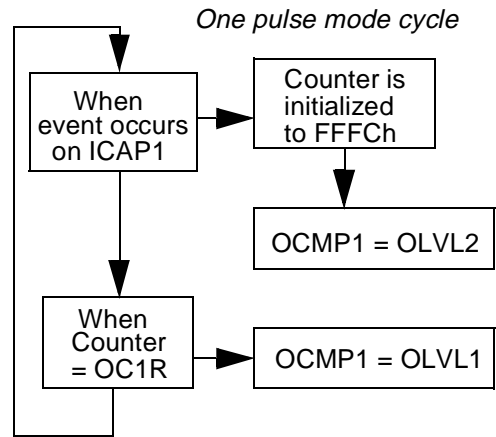 One pulse mode cycle
When
event occurs
on ICAP1
Counter is
initialized
to FFFCh
OCMP1 = OLVL2
When
Counter
= OC1R
OCMP1 = OLVL1